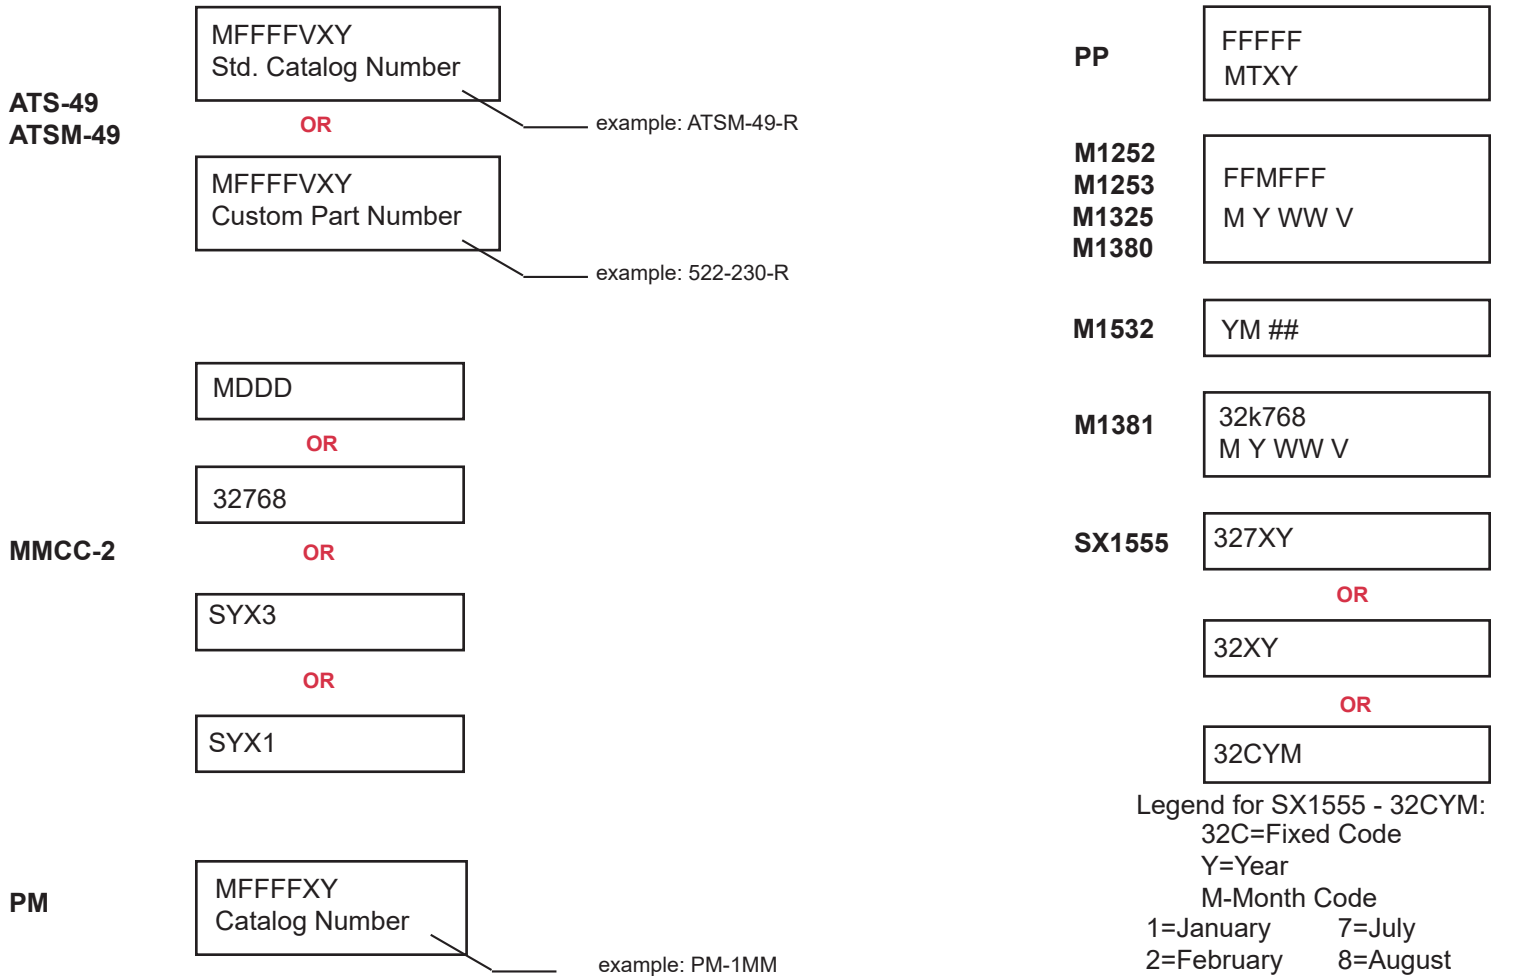 ATS-49
ATSM-49
MFFFFVXY
Std. Catalog Number
example: ATSM-49-R
OR
MFFFFVXY
Custom Part Number
example: 522-230-R
MMCC-2
MDDD
OR
32768
OR
SYX3
OR
SYX1
PM
MFFFFXY
Catalog Number
example: PM-1MM
PP
FFFFF
MTXY
M1252
M1253
M1325
M1380
FFMFFF
M Y WW V
M1532
YM ##
M1381
32k768
M Y WW V
SX1555
327XY
OR
32XY
OR
32CYM
Legend for SX1555 - 32CYM:
32C=Fixed Code
Y=Year
M-Month Code
1=January 7=July
2=February 8=August